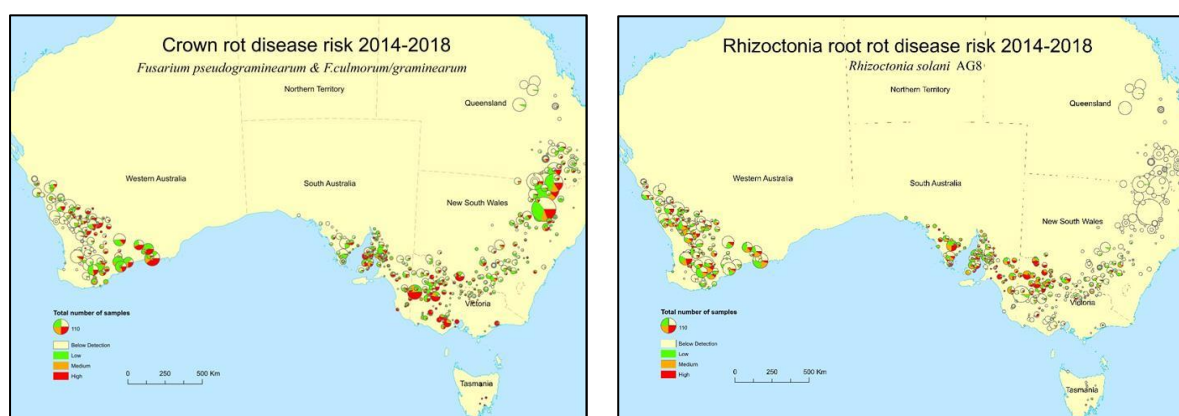 Crown rot disease risk 2014-2018
Fusarium pseudograminearum & F.culmorum/graminearum
Northern Territory
Queensland
Western Australia
South Australia
New South Wales
Victoria
Tasmania
Total number of samples
110
Below Detection
Low
Medium
High
0 250 500 Km
Rhizoctonia root rot disease risk 2014-2018
Rhizoctonia solani AG8
Northern Territory
Queensland
Western Australia
South Australia
New South Wales
Victoria
Tasmania
Total number of samples
110
Below Detection
Low
Medium
High
0 250 500 Km